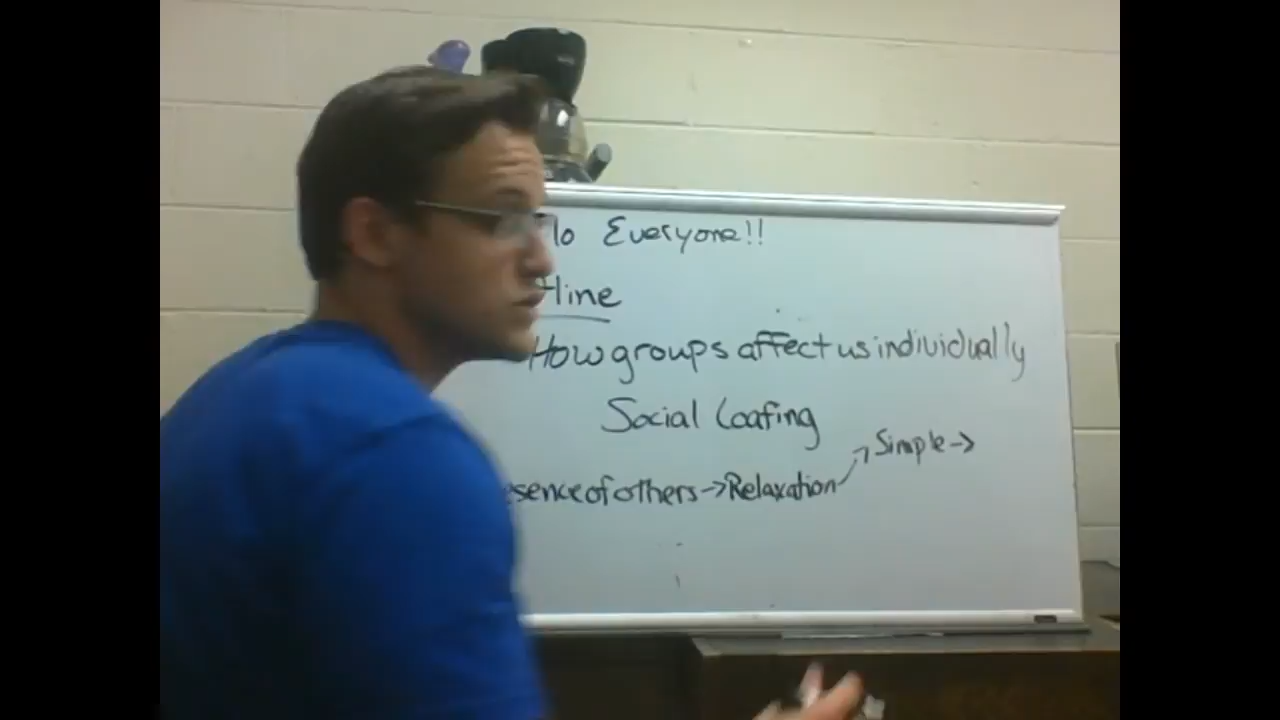 lo Everyone!!
tline
How groups affect us individually
Social Loafing
Simple →
esence of others → Relaxation